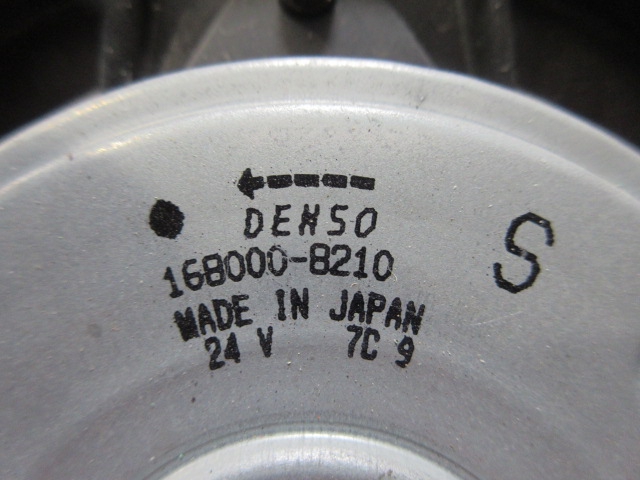 DENSO
168000-8210
MADE IN JAPAN
24 V 7C 9
S